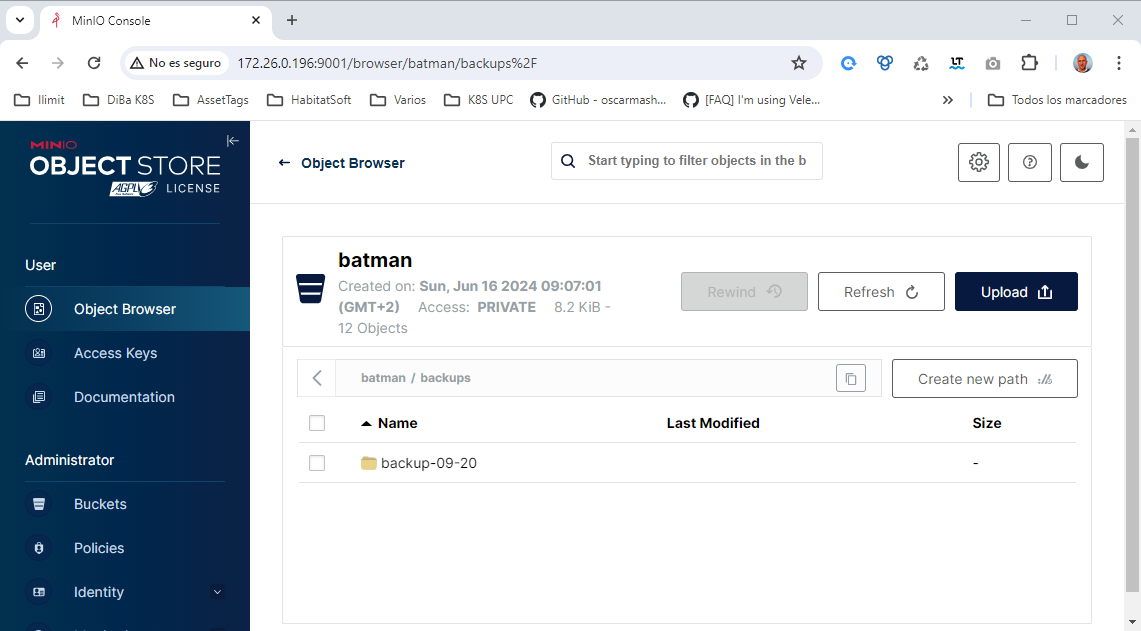 MinIO Console
No es seguro
172.26.0.196:9001/browser/batman/backups%2F
LT
Ilimit
DiBa K8S
AssetTags
HabitatSoft
Varios
K8S UPC
GitHub - oscarmash...
[FAQ] I'm using Vele...
Todos los marcadores
MINIO
OBJECT STORE
AGPLv3 LICENSE
User
Object Browser
Access Keys
Documentation
Administrator
Buckets
Policies
Identity
Object Browser
Start typing to filter objects in the b
batman
Created on: Sun, Jun 16 2024 09:07:01
(GMT+2) Access: PRIVATE 8.2 KiB -
12 Objects
Rewind
Refresh
Upload
batman / backups
Create new path
Name Last Modified Size
backup-09-20 -